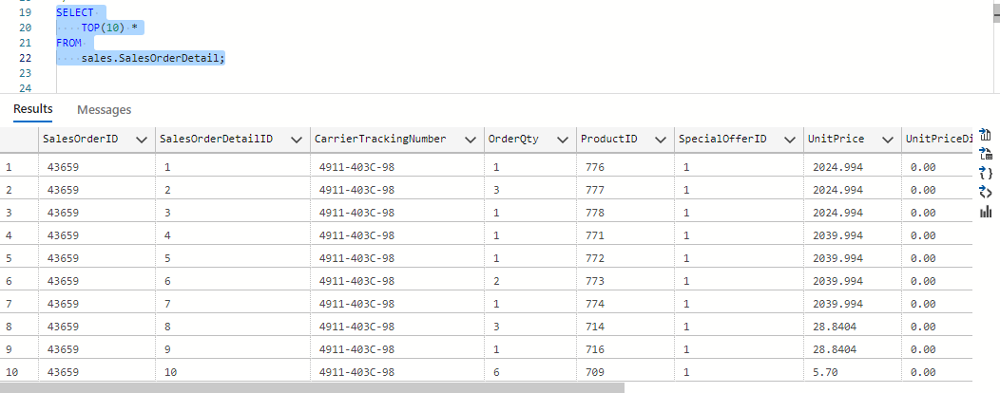 19 SELECT
20 TOP(10) *
21 FROM
22 sales.SalesOrderDetail;
23
24
Results Messages
SalesOrderID SalesOrderDetailID CarrierTrackingNumber OrderQty ProductID SpecialOfferID UnitPrice UnitPriceDi
1 43659 1 4911-403C-98 1 776 1 2024.994 0.00
2 43659 2 4911-403C-98 3 777 1 2024.994 0.00
3 43659 3 4911-403C-98 1 778 1 2024.994 0.00
4 43659 4 4911-403C-98 1 771 1 2039.994 0.00
5 43659 5 4911-403C-98 1 772 1 2039.994 0.00
6 43659 6 4911-403C-98 2 773 1 2039.994 0.00
7 43659 7 4911-403C-98 1 774 1 2039.994 0.00
8 43659 8 4911-403C-98 3 714 1 28.8404 0.00
9 43659 9 4911-403C-98 1 716 1 28.8404 0.00
10 43659 10 4911-403C-98 6 709 1 5.70 0.00